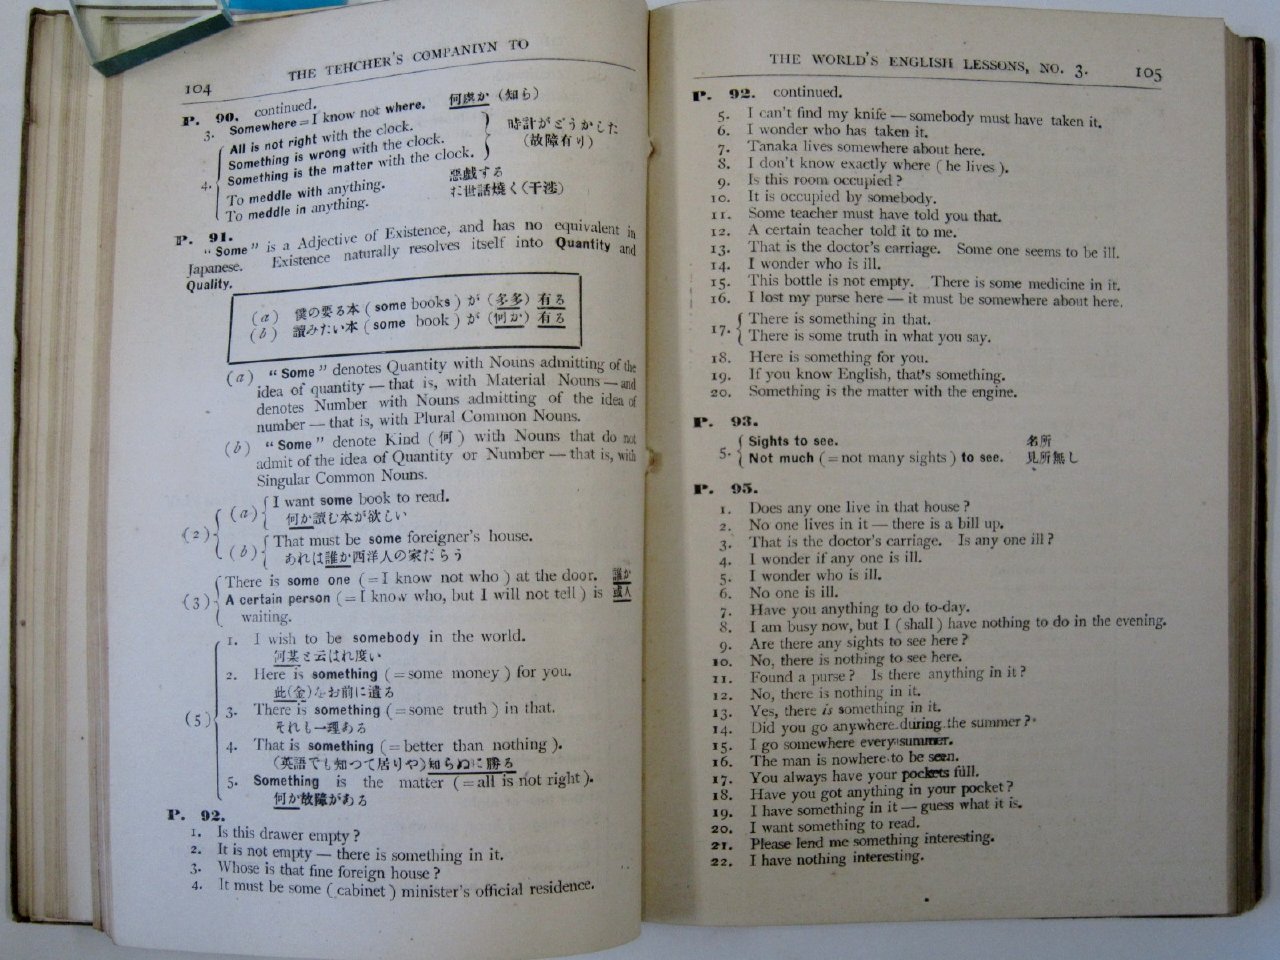 104 THE TEHCHER'S COMPANIYN TO
P. 90. continued.
3. Somewhere = I know not where. 何處か (知ら)
All is not right with the clock.
Something is wrong with the clock. 時計がどうかした
4. Something is the matter with the clock. (故障有り)
To meddle with anything. 悪戯する
To meddle in anything. に世話焼く(干渉)
P. 91.
"Some" is a Adjective of Existence, and has no equivalent in
Japanese. Existence naturally resolves itself into Quantity and
Quality.
(a) 僕の要る本 ( some books ) が (多多) 有る
(b) 讀みたい本 ( some book ) が (何か) 有る
(a) "Some" denotes Quantity with Nouns admitting of the
idea of quantity — that is, with Material Nouns — and
denotes Number with Nouns admitting of the idea of
number — that is, with Plural Common Nouns.
(b) "Some" denote Kind (何) with Nouns that do not
admit of the idea of Quantity or Number — that is, with
Singular Common Nouns.
(2) (a) I want some book to read.
何か讀む本が欲しい
(b) That must be some foreigner's house.
あれは誰か西洋人の家だらう
There is some one ( = I know not who ) at the door. 誰か
(3) A certain person ( = I know who, but I will not tell ) is 或人
waiting.
(5) 1. I wish to be somebody in the world.
何某と云はれ度い
2. Here is something ( = some money ) for you.
此(金)をお前に遣る
3. There is something ( = some truth ) in that.
それも一理ある
4. That is something ( = better than nothing ).
(英語でも知つて居りや)知らぬに勝る
5. Something is the matter ( = all is not right ).
何か故障がある
P. 92.
1. Is this drawer empty ?
2. It is not empty — there is something in it.
3. Whose is that fine foreign house ?
4. It must be some ( cabinet ) minister's official residence.
THE WORLD'S ENGLISH LESSONS, NO. 3. 105
P. 92. continued.
5. I can't find my knife — somebody must have taken it.
6. I wonder who has taken it.
7. Tanaka lives somewhere about here.
8. I don't know exactly where ( he lives ).
9. Is this room occupied ?
10. It is occupied by somebody.
11. Some teacher must have told you that.
12. A certain teacher told it to me.
13. That is the doctor's carriage. Some one seems to be ill.
14. I wonder who is ill.
15. This bottle is not empty. There is some medicine in it.
16. I lost my purse here — it must be somewhere about here.
17. There is something in that.
There is some truth in what you say.
18. Here is something for you.
19. If you know English, that's something.
20. Something is the matter with the engine.
P. 93.
5. Sights to see. 名所
Not much ( = not many sights ) to see. 見所無し
P. 95.
1. Does any one live in that house ?
2. No one lives in it — there is a bill up.
3. That is the doctor's carriage. Is any one ill ?
4. I wonder if any one is ill.
5. I wonder who is ill.
6. No one is ill.
7. Have you anything to do to-day.
8. I am busy now, but I ( shall ) have nothing to do in the evening.
9. Are there any sights to see here ?
10. No, there is nothing to see here.
11. Found a purse ? Is there anything in it ?
12. No, there is nothing in it.
13. Yes, there is something in it.
14. Did you go anywhere during the summer ?
15. I go somewhere every summer.
16. The man is nowhere to be seen.
17. You always have your pockets full.
18. Have you got anything in your pocket ?
19. I have something in it — guess what it is.
20. I want something to read.
21. Please lend me something interesting.
22. I have nothing interesting.